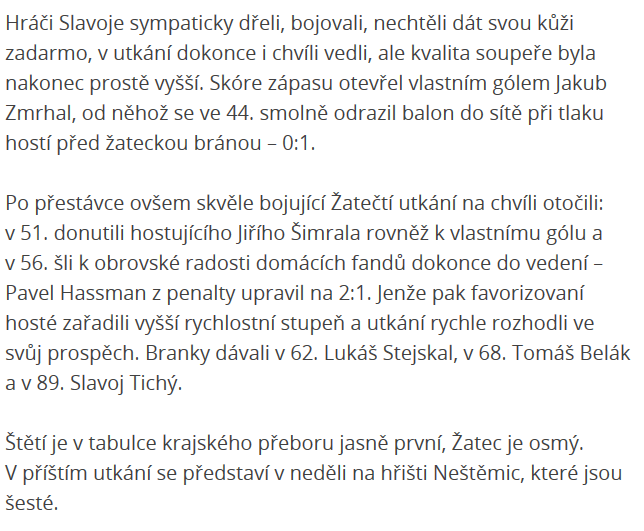 Hráči Slavoje sympaticky dřeli, bojovali, nechtěli dát svou kůži
zadarmo, v utkání dokonce i chvíli vedli, ale kvalita soupeře byla
nakonec prostě vyšší. Skóre zápasu otevřel vlastním gólem Jakub
Zmrhal, od něhož se ve 44. smolně odrazil balon do sítě při tlaku
hostí před žateckou bránou – 0:1.
Po přestávce ovšem skvěle bojující Žatečtí utkání na chvíli otočili:
v 51. donutili hostujícího Jiřího Šimrala rovněž k vlastnímu gólu a
v 56. šli k obrovské radosti domácích fandů dokonce do vedení –
Pavel Hassman z penalty upravil na 2:1. Jenže pak favorizovaní
hosté zařadili vyšší rychlostní stupeň a utkání rychle rozhodli ve
svůj prospěch. Branky dávali v 62. Lukáš Stejskal, v 68. Tomáš Belák
a v 89. Slavoj Tichý.
Štětí je v tabulce krajského přeboru jasně první, Žatec je osmý.
V příštím utkání se představí v neděli na hřišti Neštěmic, které jsou
šesté.